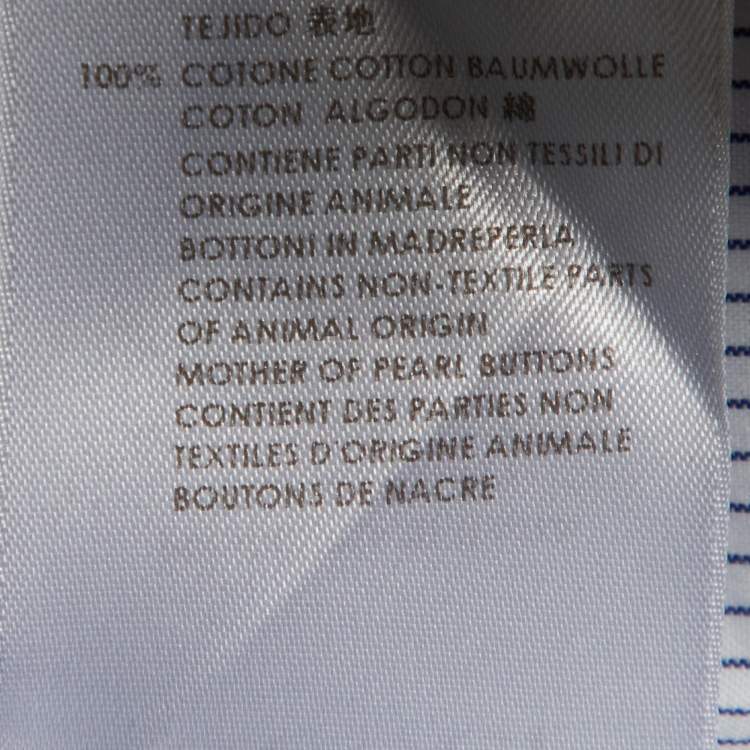 TEJIDO 表地
100% COTONE COTTON BAUMWOLLE
COTON ALGODON 綿
CONTIENE PARTI NON TESSILI DI
ORIGINE ANIMALE
BOTTONI IN MADREPERLA
CONTAINS NON-TEXTILE PARTS
OF ANIMAL ORIGIN
MOTHER OF PEARL BUTTONS
CONTIENT DES PARTIES NON
TEXTILES D'ORIGINE ANIMALE
BOUTONS DE NACRE